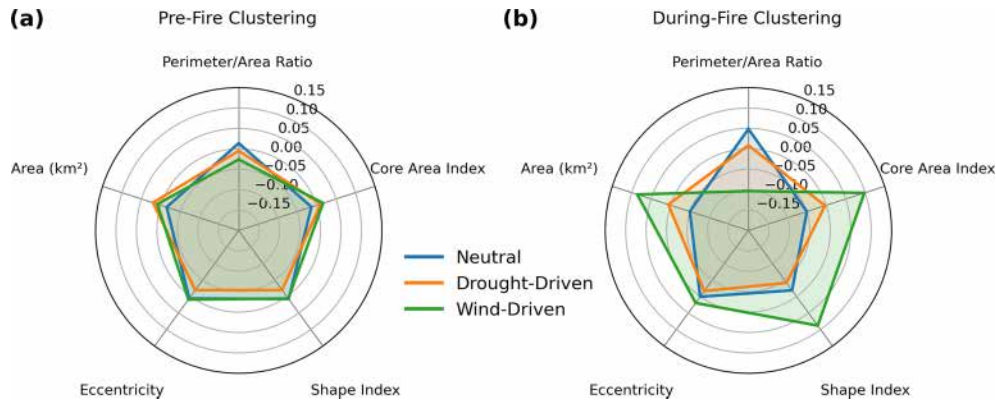 (a) Pre-Fire Clustering
Perimeter/Area Ratio
0.15
0.10
0.05
0.00
−0.05
−0.10
−0.15
Area (km²)
Core Area Index
Eccentricity
Shape Index
Neutral
Drought-Driven
Wind-Driven
(b) During-Fire Clustering
Perimeter/Area Ratio
0.15
0.10
0.05
0.00
−0.05
−0.10
−0.15
Area (km²)
Core Area Index
Eccentricity
Shape Index